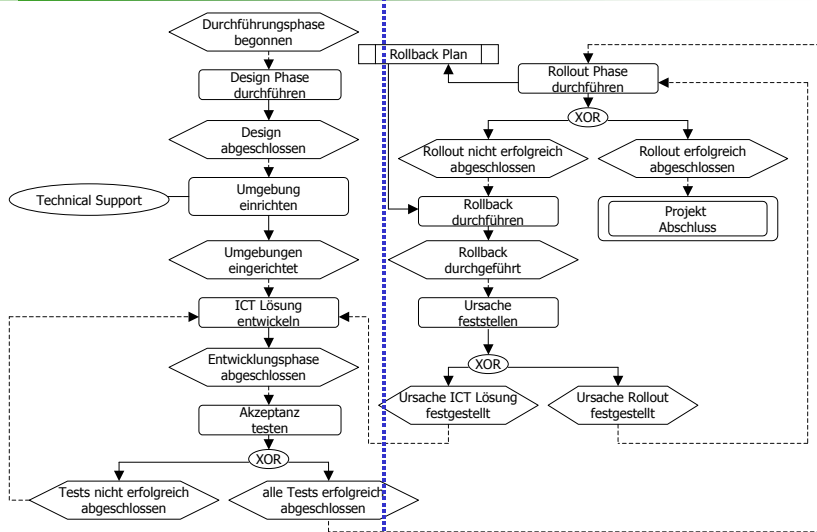 Durchführungsphase
begonnen
Design Phase
durchführen
Design
abgeschlossen
Technical Support
Umgebung
einrichten
Umgebungen
eingerichtet
ICT Lösung
entwickeln
Entwicklungsphase
abgeschlossen
Akzeptanz
testen
XOR
Tests nicht erfolgreich
abgeschlossen
alle Tests erfolgreich
abgeschlossen
Rollback Plan
Rollout Phase
durchführen
XOR
Rollout nicht erfolgreich
abgeschlossen
Rollout erfolgreich
abgeschlossen
Rollback
durchführen
Projekt
Abschluss
Rollback
durchgeführt
Ursache
feststellen
XOR
Ursache ICT Lösung
festgestellt
Ursache Rollout
festgestellt